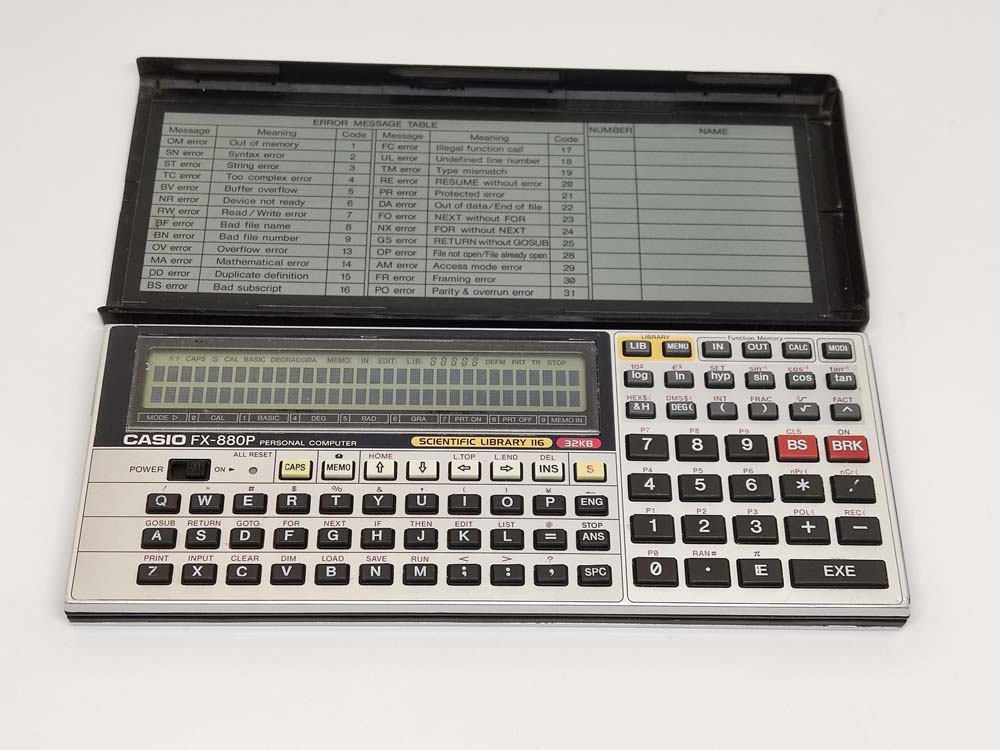 ERROR MESSAGE TABLE
Message Meaning Code Message Meaning Code NUMBER NAME
OM error Out of memory 1 FC error Illegal function call 17
SN error Syntax error 2 UL error Undefined line number 18
ST error String error 3 TM error Type mismatch 19
TC error Too complex error 4 RE error RESUME without error 20
BV error Buffer overflow 5 PR error Protected error 21
NR error Device not ready 6 DA error Out of data/End of file 22
RW error Read/Write error 7 FO error NEXT without FOR 23
BF error Bad file name 8 NX error FOR without NEXT 24
BN error Bad file number 9 GS error RETURN without GOSUB 25
OV error Overflow error 13 OP error File not open/File already open 28
MA error Mathematical error 14 AM error Access mode error 29
DD error Duplicate definition 15 FR error Framing error 30
BS error Bad subscript 16 PO error Parity & overrun error 31
CAPS S CAL BASIC DEGRADGRA MEMO IN EDIT LIB 88888 DEFM PRT TR STOP
MODE ▷ 0 CAL 1 BASIC 4 DEG 5 RAD 6 GRA 7 PRT ON 8 PRT OFF 9 MEMO IN
CASIO FX-880P PERSONAL COMPUTER SCIENTIFIC LIBRARY 116 32KB
ALL RESET HOME L.TOP L.END DEL
POWER ON ► CAPS MEMO ⇧ ⇩ ⇦ ⇨ INS S
! " # $ % & ' ( ) ¥
Q W E R T Y U I O P ENG
GOSUB RETURN GOTO FOR NEXT IF THEN EDIT LIST @ STOP
A S D F G H J K L = ANS
PRINT INPUT CLEAR DIM LOAD SAVE RUN < > ?
Z X C V B N M ; : , SPC
LIBRARY Function Memory
LIB MENU IN OUT CALC MODE
10ˣ eˣ SET sin⁻¹ cos⁻¹ tan⁻¹
log ln hyp sin cos tan
HEX$( DMS$( INT FRAC ³√ FACT
&H DEG( ( ) √ ^
P7 P8 P9 CLS ON
7 8 9 BS BRK
P4 P5 P6 nPr( nCr(
4 5 6 * /
P1 P2 P3 POL( REC(
1 2 3 + −
P0 RAN# π
0 . E EXE